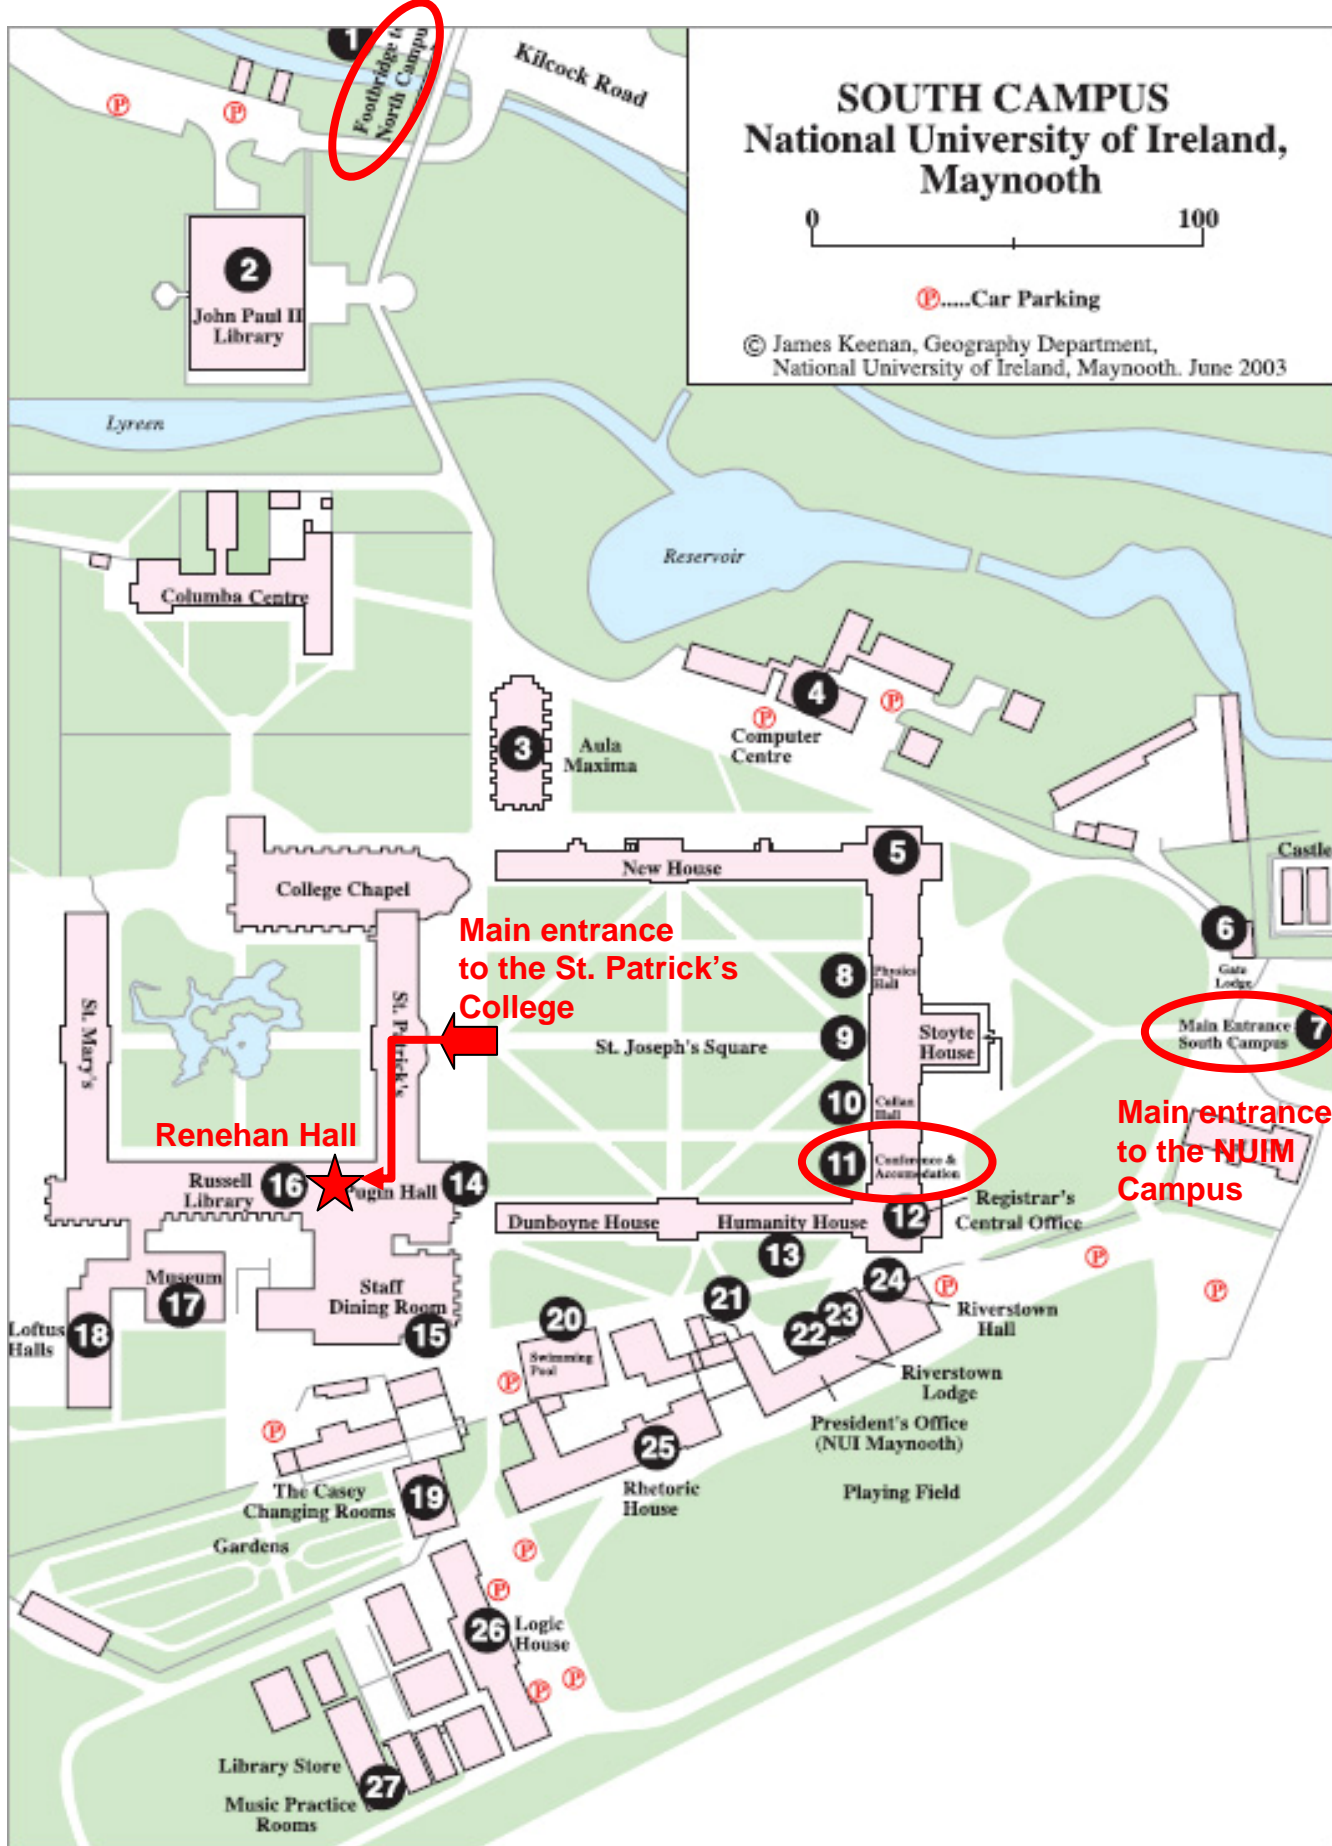 1
Footbridge to
North Campu
Kilcock Road
SOUTH CAMPUS
National University of Ireland,
Maynooth
0 100
℗.....Car Parking
© James Keenan, Geography Department,
National University of Ireland, Maynooth. June 2003
P
P
2
John Paul II
Library
Lyreen
Reservoir
Columba Centre
4
P
P
Computer
Centre
3
Aula
Maxima
5
New House
Castle
College Chapel
6
Gate
Lodge
Main entrance
to the St. Patrick's
College
8
Physics
Hall
St. Mary's
St. Patrick's
9
St. Joseph's Square
Stoyte
House
Main Entrance
South Campus
7
10
Callan
Hall
Main entrance
to the NUIM
Campus
Renehan Hall
11
Conference &
Accomodation
Russell
Library
16
Pugin Hall
14
12
Registrar's
Central Office
Dunboyne House
Humanity House
13
Museum
17
Staff
Dining Room
15
Loftus
Halls
18
20
Swimming
Pool
21
22
23
24
P
P
P
Riverstown
Hall
Riverstown
Lodge
President's Office
(NUI Maynooth)
P
P
25
Rhetoric
House
Playing Field
The Casey
Changing Rooms
19
Gardens
P
P
26
Logic
House
P
P
Library Store
27
Music Practice
Rooms